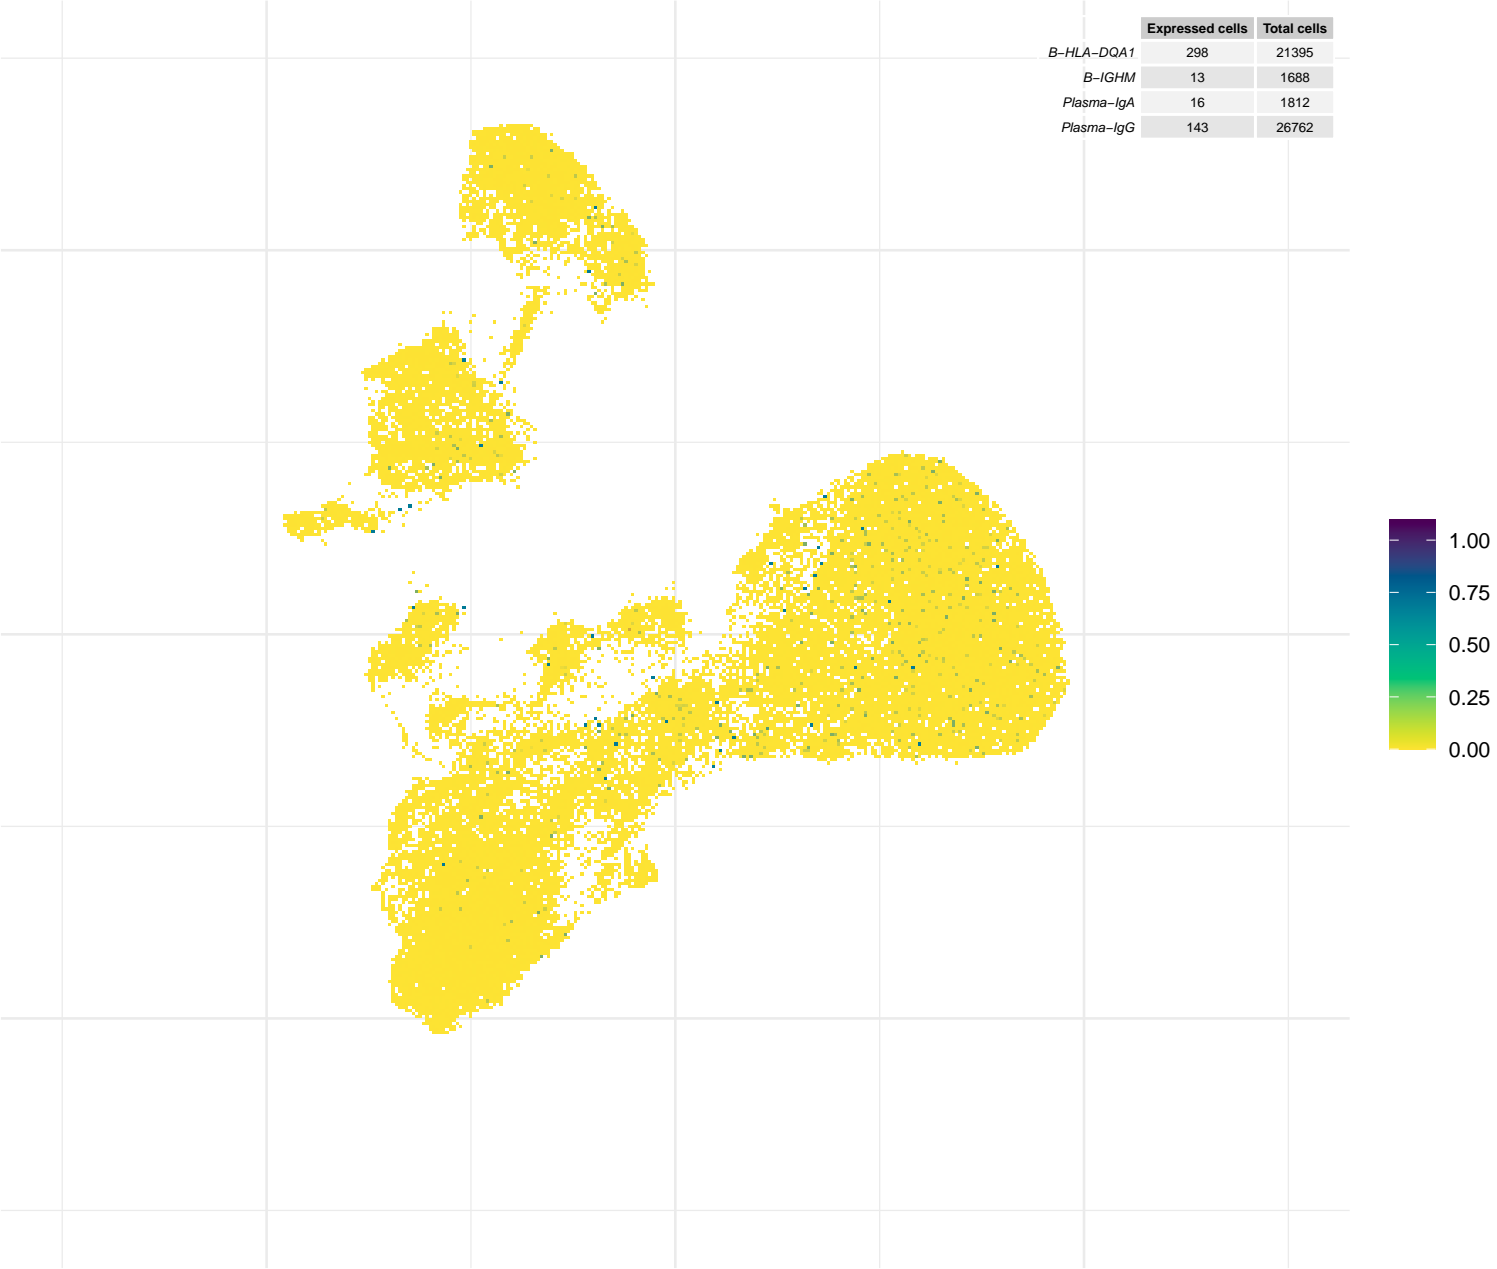 Expressed cells Total cells
B−HLA−DQA1 298 21395
B−IGHM 13 1688
Plasma−IgA 16 1812
Plasma−IgG 143 26762
1.00
0.75
0.50
0.25
0.00